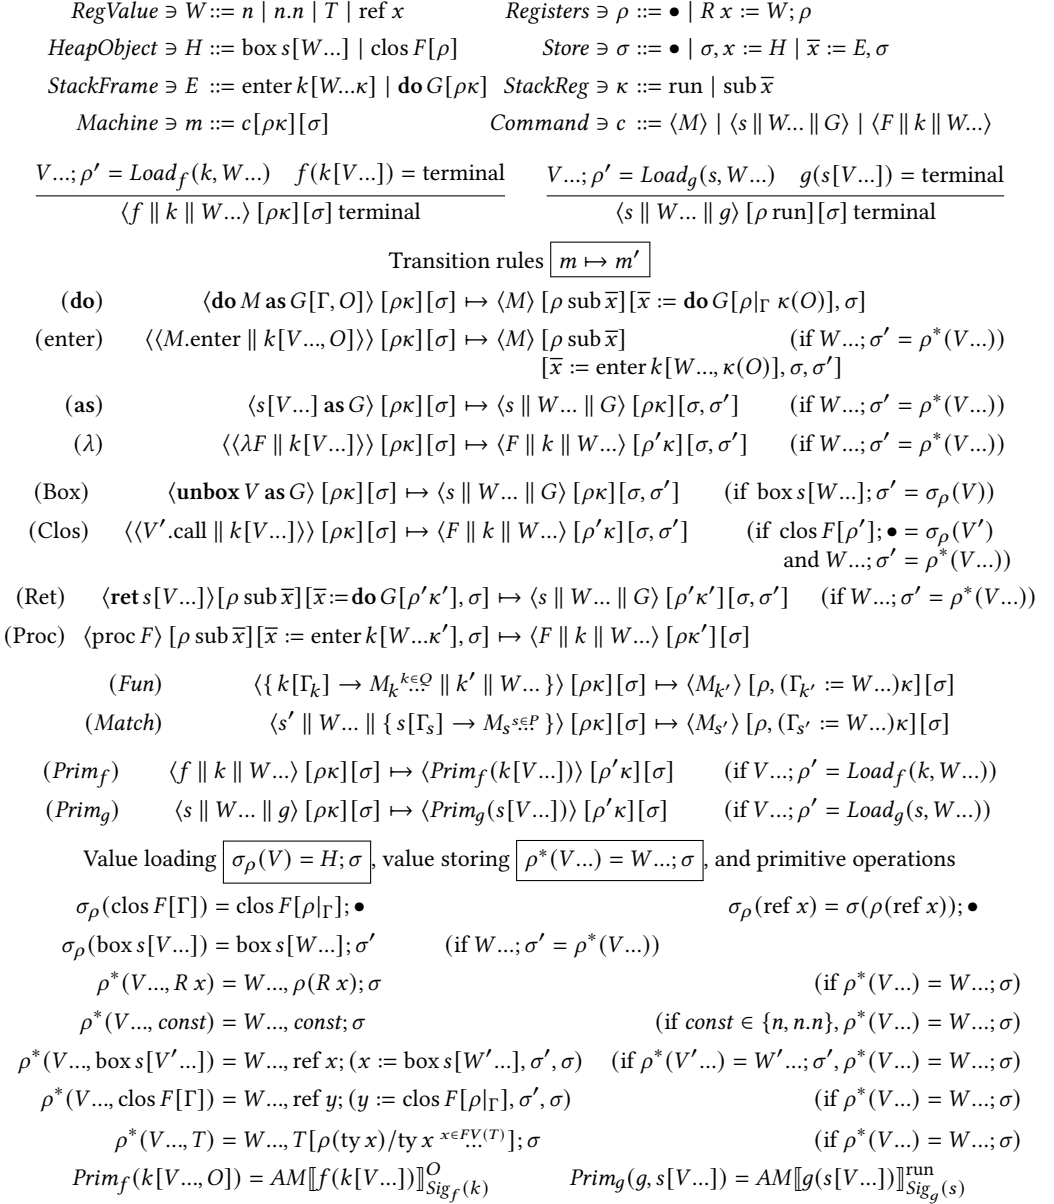 RegValue ∋ W ::= n | n.n | T | ref x    Registers ∋ ρ ::= • | R x := W; ρ
HeapObject ∋ H ::= box s[W...] | clos F[ρ]    Store ∋ σ ::= • | σ, x := H | x̅ := E, σ
StackFrame ∋ E ::= enter k[W...κ] | do G[ρκ]    StackReg ∋ κ ::= run | sub x̅
Machine ∋ m ::= c[ρκ][σ]    Command ∋ c ::= ⟨M⟩ | ⟨s ∥ W... ∥ G⟩ | ⟨F ∥ k ∥ W...⟩
V...; ρ′ = Load_f(k, W...)    f(k[V...]) = terminal    V...; ρ′ = Load_g(s, W...)    g(s[V...]) = terminal
⟨f ∥ k ∥ W...⟩ [ρκ][σ] terminal    ⟨s ∥ W... ∥ g⟩ [ρ run][σ] terminal
Transition rules m ↦ m′
(do)    ⟨do M as G[Γ, O]⟩ [ρκ][σ] ↦ ⟨M⟩ [ρ sub x̅][x̅ := do G[ρ|_Γ κ(O)], σ]
(enter)    ⟨⟨M.enter ∥ k[V..., O]⟩⟩ [ρκ][σ] ↦ ⟨M⟩ [ρ sub x̅]    (if W...; σ′ = ρ*(V...))
[x̅ := enter k[W..., κ(O)], σ, σ′]
(as)    ⟨s[V...] as G⟩ [ρκ][σ] ↦ ⟨s ∥ W... ∥ G⟩ [ρκ][σ, σ′]    (if W...; σ′ = ρ*(V...))
(λ)    ⟨⟨λF ∥ k[V...]⟩⟩ [ρκ][σ] ↦ ⟨F ∥ k ∥ W...⟩ [ρ′κ][σ, σ′]    (if W...; σ′ = ρ*(V...))
(Box)    ⟨unbox V as G⟩ [ρκ][σ] ↦ ⟨s ∥ W... ∥ G⟩ [ρκ][σ, σ′]    (if box s[W...]; σ′ = σ_ρ(V))
(Clos)    ⟨⟨V′.call ∥ k[V...]⟩⟩ [ρκ][σ] ↦ ⟨F ∥ k ∥ W...⟩ [ρ′κ][σ, σ′]    (if clos F[ρ′]; • = σ_ρ(V′)
and W...; σ′ = ρ*(V...))
(Ret)    ⟨ret s[V...]⟩[ρ sub x̅][x̅ := do G[ρ′κ′], σ] ↦ ⟨s ∥ W... ∥ G⟩ [ρ′κ′][σ, σ′]    (if W...; σ′ = ρ*(V...))
(Proc)    ⟨proc F⟩ [ρ sub x̅][x̅ := enter k[W...κ′], σ] ↦ ⟨F ∥ k ∥ W...⟩ [ρκ′][σ]
(Fun)    ⟨{ k[Γ_k] → M_k ^{k∈Q}... ∥ k′ ∥ W... }⟩ [ρκ][σ] ↦ ⟨M_k′⟩ [ρ, (Γ_k′ := W...)κ][σ]
(Match)    ⟨s′ ∥ W... ∥ { s[Γ_s] → M_s ^{s∈P}... }⟩ [ρκ][σ] ↦ ⟨M_s′⟩ [ρ, (Γ_s′ := W...)κ][σ]
(Prim_f)    ⟨f ∥ k ∥ W...⟩ [ρκ][σ] ↦ ⟨Prim_f(k[V...])⟩ [ρ′κ][σ]    (if V...; ρ′ = Load_f(k, W...))
(Prim_g)    ⟨s ∥ W... ∥ g⟩ [ρκ][σ] ↦ ⟨Prim_g(s[V...])⟩ [ρ′κ][σ]    (if V...; ρ′ = Load_g(s, W...))
Value loading σ_ρ(V) = H; σ, value storing ρ*(V...) = W...; σ, and primitive operations
σ_ρ(clos F[Γ]) = clos F[ρ|_Γ]; •    σ_ρ(ref x) = σ(ρ(ref x)); •
σ_ρ(box s[V...]) = box s[W...]; σ′    (if W...; σ′ = ρ*(V...))
ρ*(V..., R x) = W..., ρ(R x); σ    (if ρ*(V...) = W...; σ)
ρ*(V..., const) = W..., const; σ    (if const ∈ {n, n.n}, ρ*(V...) = W...; σ)
ρ*(V..., box s[V′...]) = W..., ref x; (x := box s[W′...], σ′, σ)    (if ρ*(V′...) = W′...; σ′, ρ*(V...) = W...; σ)
ρ*(V..., clos F[Γ]) = W..., ref y; (y := clos F[ρ|_Γ], σ′, σ)    (if ρ*(V...) = W...; σ)
ρ*(V..., T) = W..., T[ρ(ty x)/ty x ^{x∈FV(T)}...]; σ    (if ρ*(V...) = W...; σ)
Prim_f(k[V..., O]) = AM⟦f(k[V...])⟧^O_{Sig_f(k)}    Prim_g(g, s[V...]) = AM⟦g(s[V...])⟧^run_{Sig_g(s)}